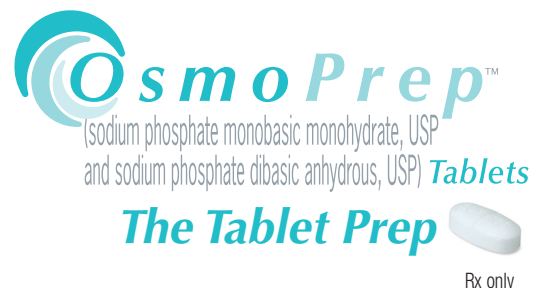 OsmoPrep™
(sodium phosphate monobasic monohydrate, USP
and sodium phosphate dibasic anhydrous, USP) Tablets
The Tablet Prep
Rx only